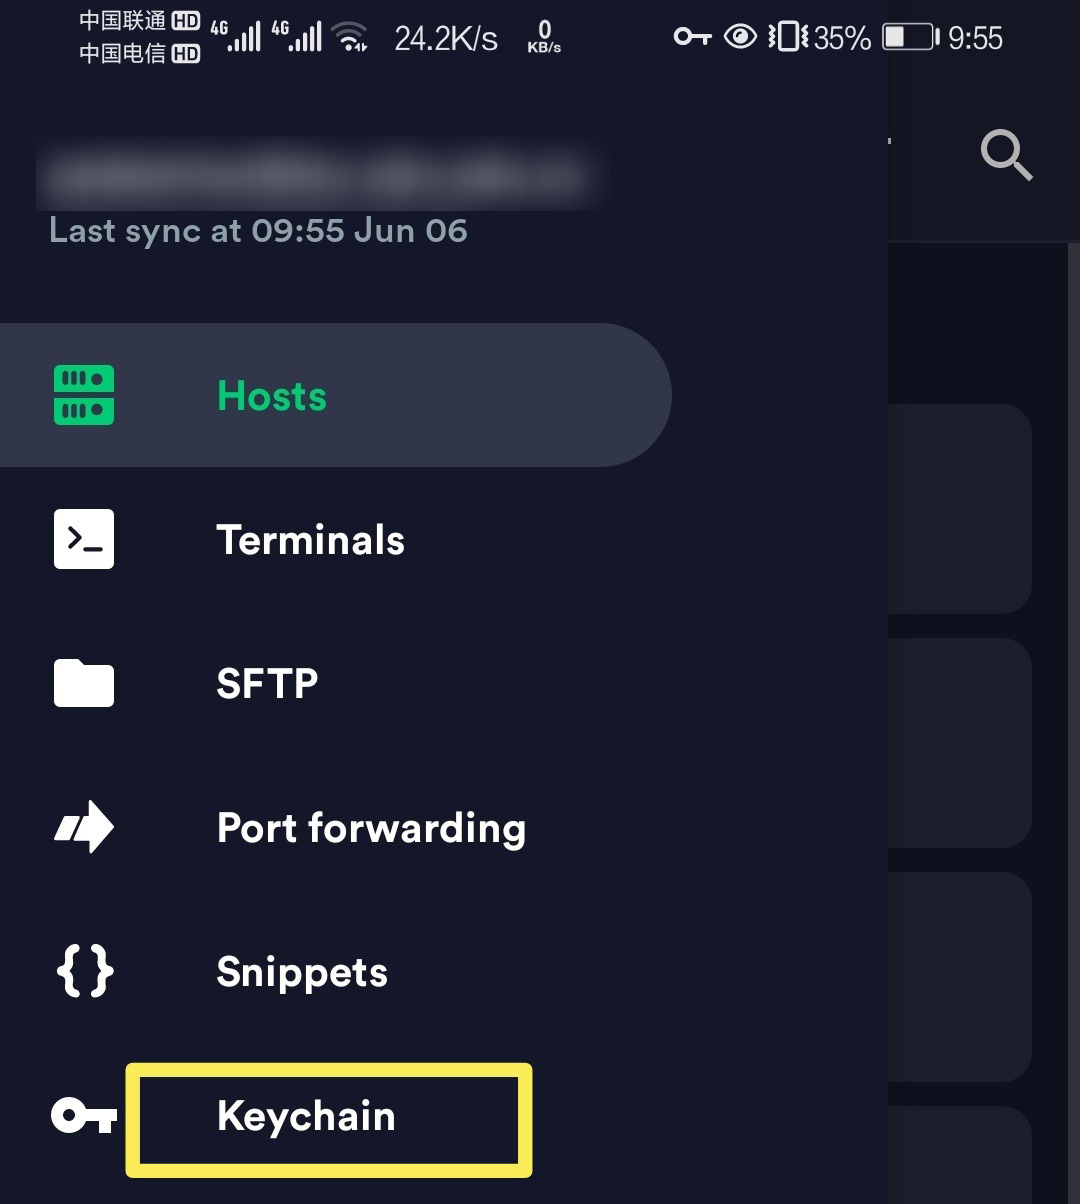 中国联通 HD 4G 4G 24.2K/s 0 KB/s 35% 9:55
中国电信 HD
Last sync at 09:55 Jun 06
Hosts
Terminals
SFTP
Port forwarding
Snippets
Keychain